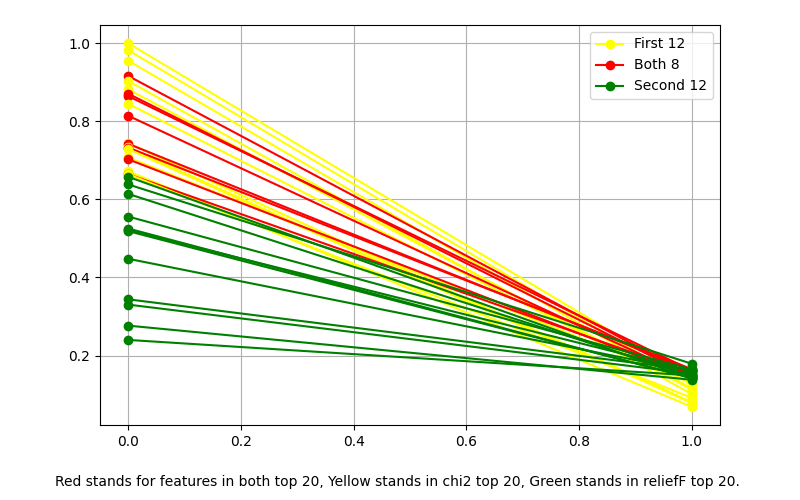 1.0
0.8
0.6
0.4
0.2
First 12
Both 8
Second 12
0.0 0.2 0.4 0.6 0.8 1.0
Red stands for features in both top 20, Yellow stands in chi2 top 20, Green stands in reliefF top 20.